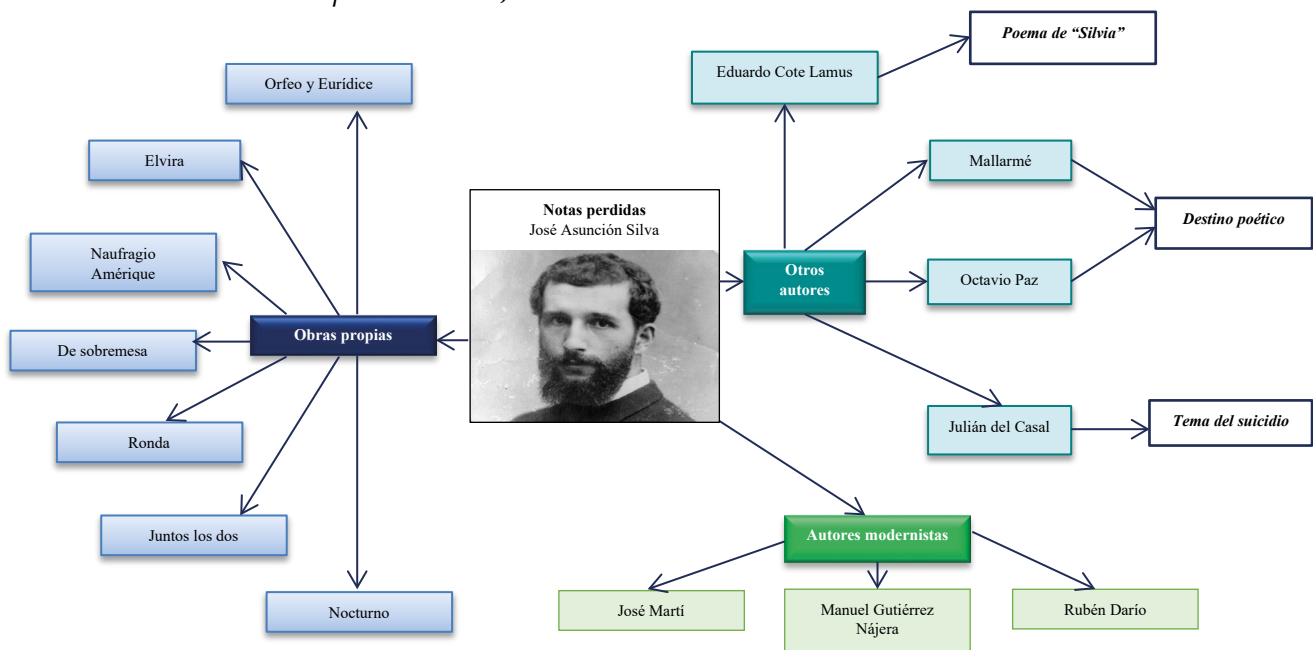 Poema de “Silvia”
Eduardo Cote Lamus
Orfeo y Eurídice
Elvira
Mallarmé
Notas perdidas
José Asunción Silva
Destino poético
Naufragio
Amérique
Otros
autores
Octavio Paz
Obras propias
De sobremesa
Julián del Casal
Tema del suicidio
Ronda
Juntos los dos
Autores modernistas
Nocturno
José Martí
Manuel Gutiérrez
Nájera
Rubén Darío